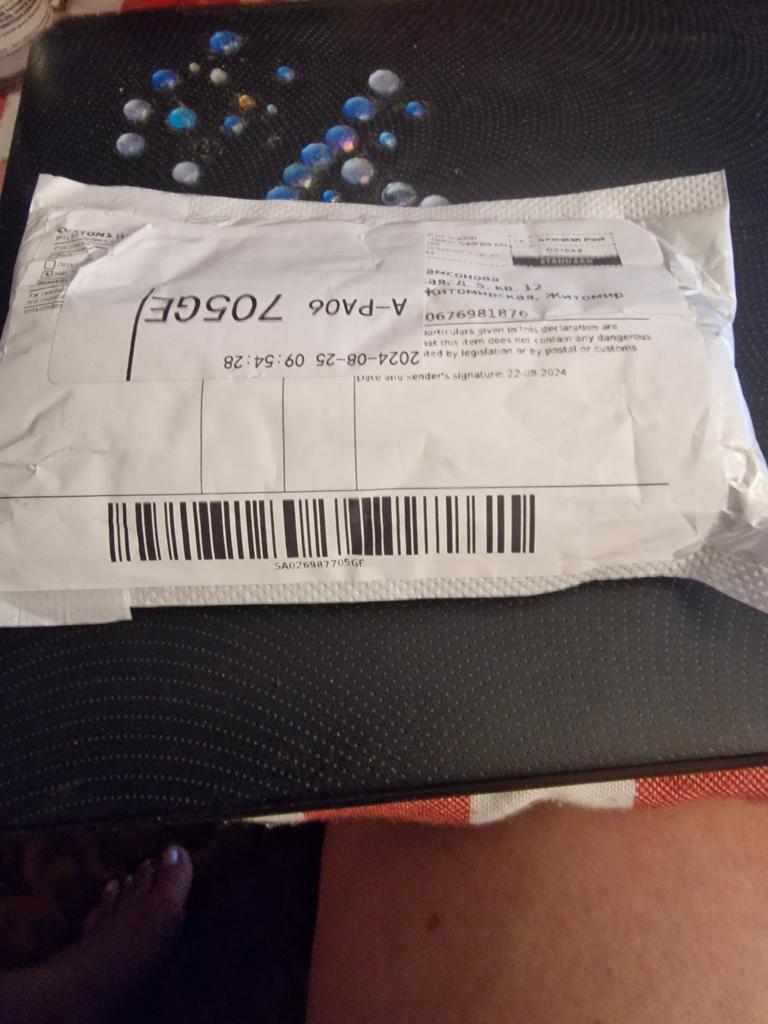 CUSTOMS
Georgian Post
STANDARD
амсонова
ая, Д. 5, кв. 12
Житомирская, Житомир
0676981876
particulars given in this declaration are
hat this item does not contain any dangerous
ted by legislation or by postal or customs
Date and sender's signature: 22-08-2024
A-PA06 705GE
2024-08-25 09:54:28
SA026987705GE